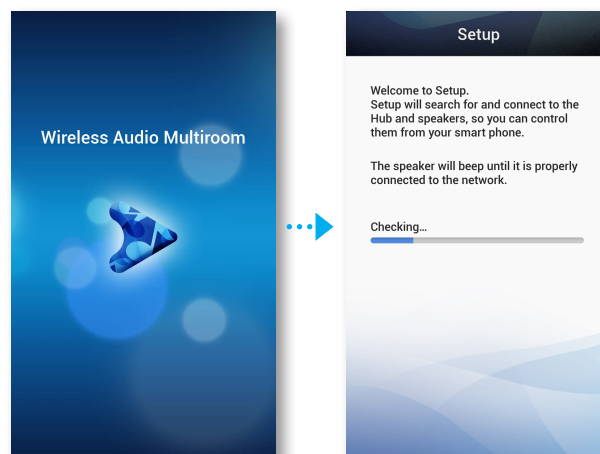 Wireless Audio Multiroom
Setup
Welcome to Setup.
Setup will search for and connect to the
Hub and speakers, so you can control
them from your smart phone.
The speaker will beep until it is properly
connected to the network.
Checking...